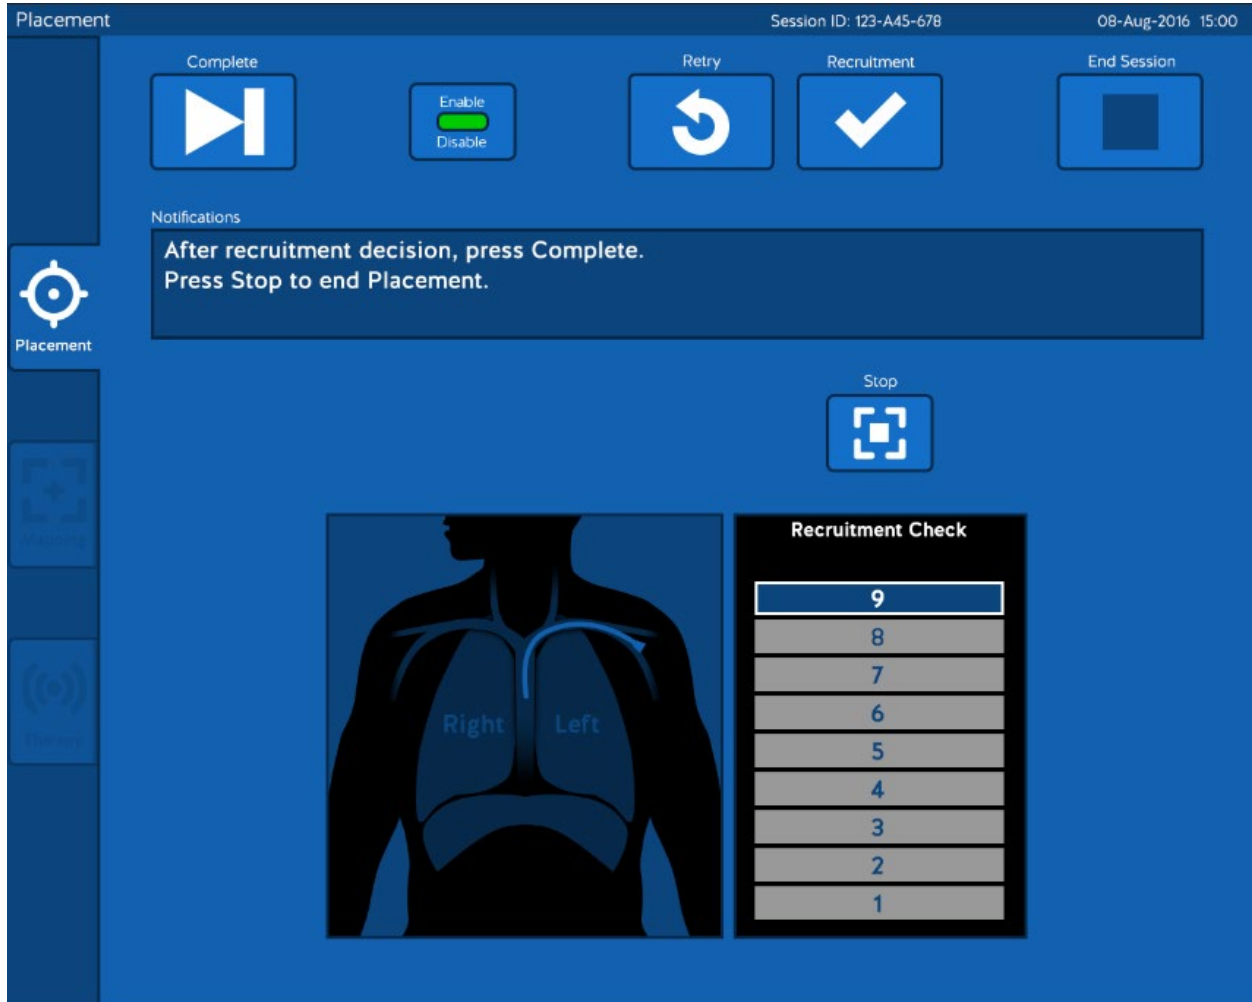 Placement
Session ID: 123-A45-678
08-Aug-2016 15:00
Complete
Enable
Disable
Retry
Recruitment
End Session
Notifications
After recruitment decision, press Complete.
Press Stop to end Placement.
Placement
Stop
Mapping
Therapy
Right
Left
Recruitment Check
9
8
7
6
5
4
3
2
1